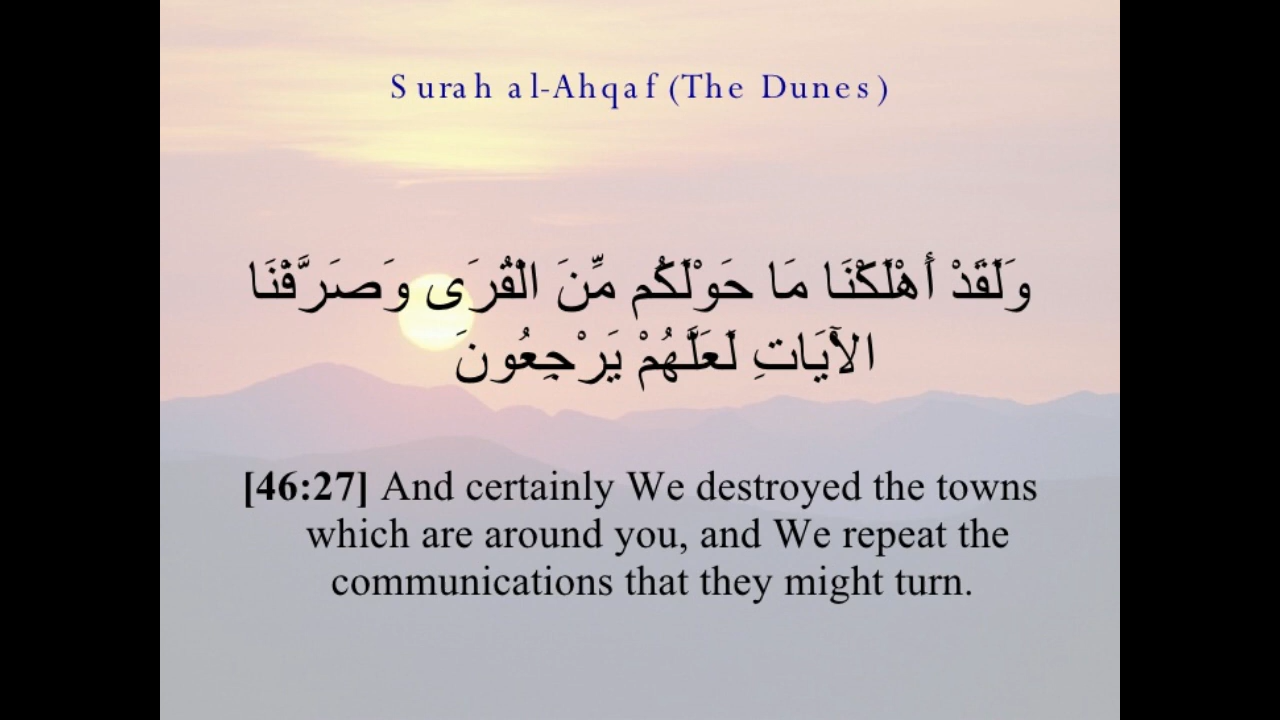 Surah al-Ahqaf (The Dunes)
وَلَقَدْ أَهْلَكْنَا مَا حَوْلَكُم مِّنَ الْقُرَى وَصَرَّفْنَا
الْآيَاتِ لَعَلَّهُمْ يَرْجِعُونَ
[46:27] And certainly We destroyed the towns
which are around you, and We repeat the
communications that they might turn.